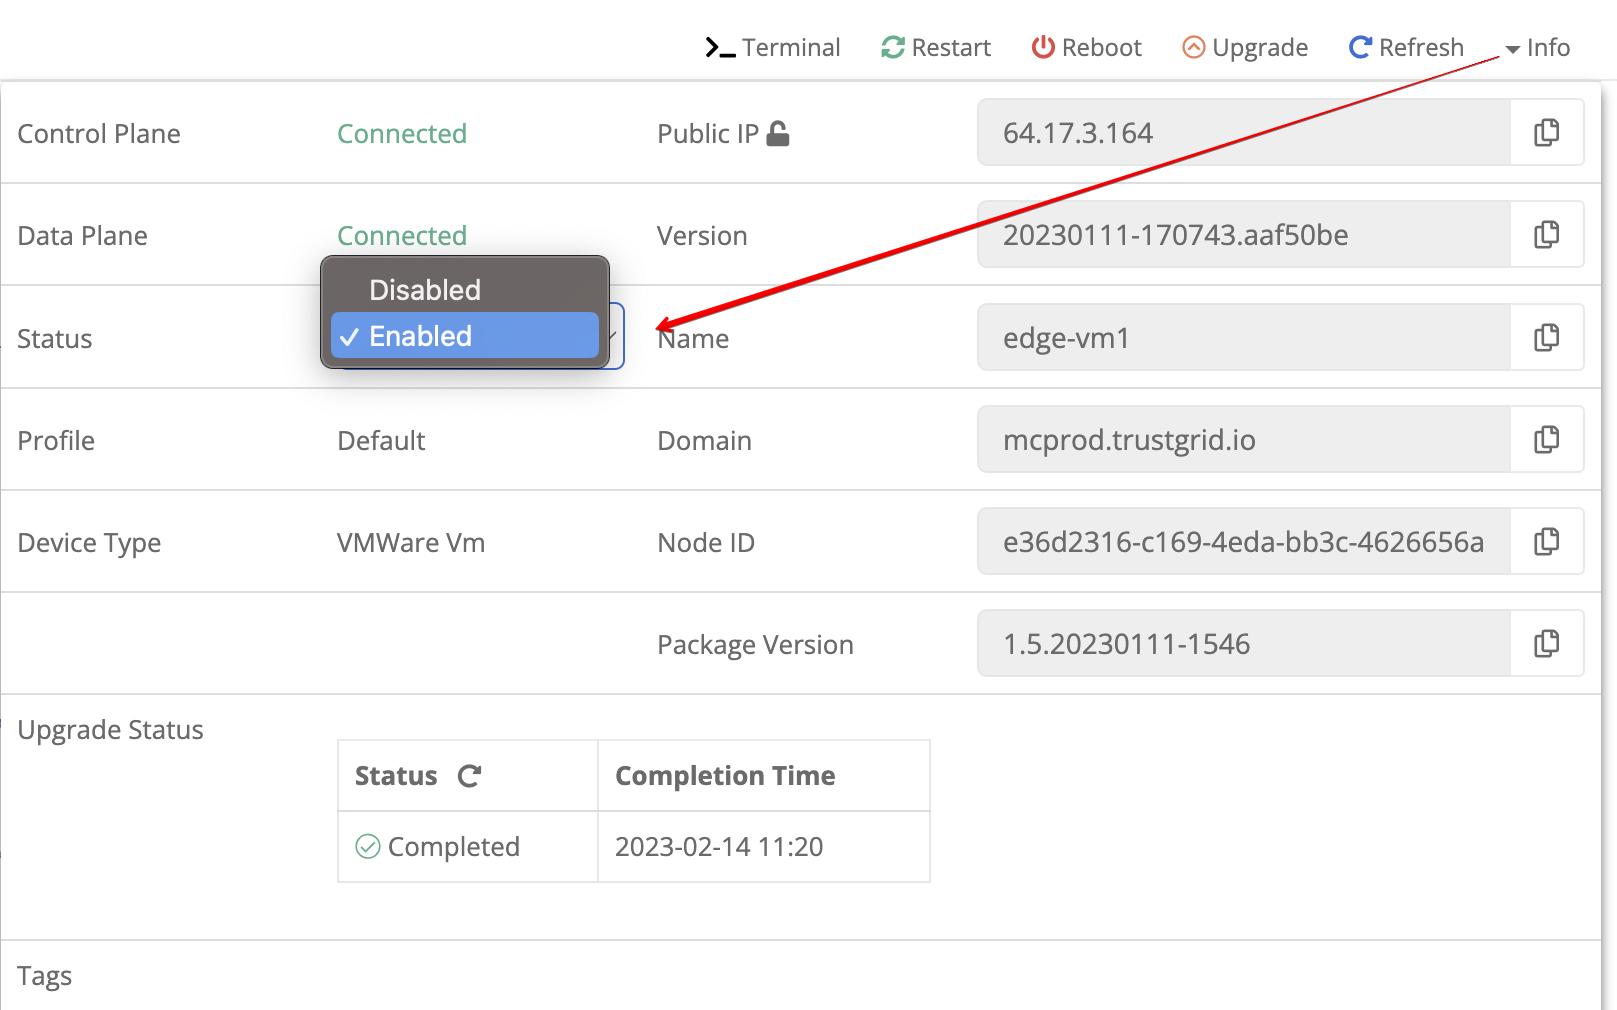 Terminal Restart Reboot Upgrade Refresh Info
Control Plane Connected Public IP 64.17.3.164
Data Plane Connected Version 20230111-170743.aaf50be
Disabled
Status Enabled Name edge-vm1
Profile Default Domain mcprod.trustgrid.io
Device Type VMWare Vm Node ID e36d2316-c169-4eda-bb3c-4626656a
Package Version 1.5.20230111-1546
Upgrade Status
Status Completion Time
Completed 2023-02-14 11:20
Tags